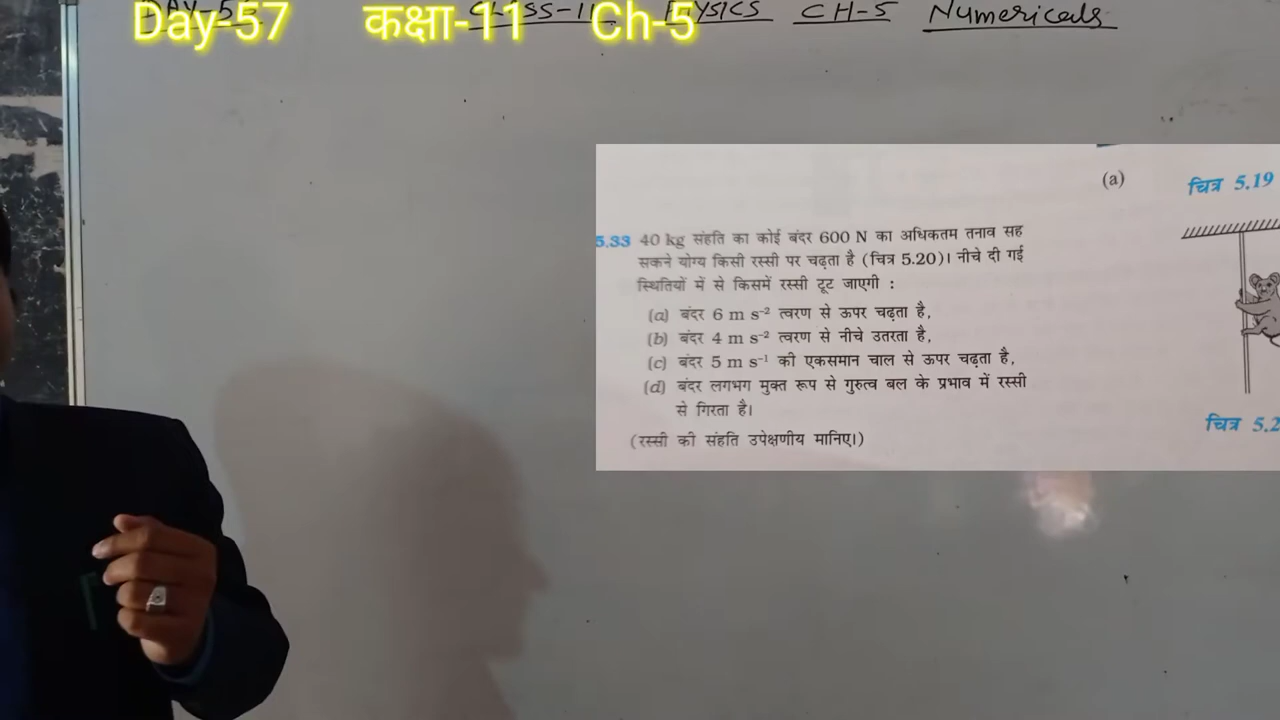 Day-57 कक्षा-11 Ch-5
PHYSICS CH-5 Numericals
(a)
चित्र 5.19
5.33 40 kg संहति का कोई बंदर 600 N का अधिकतम तनाव सह
सकने योग्य किसी रस्सी पर चढ़ता है (चित्र 5.20)। नीचे दी गई
स्थितियों में से किसमें रस्सी टूट जाएगी :
(a) बंदर 6 m s⁻² त्वरण से ऊपर चढ़ता है,
(b) बंदर 4 m s⁻² त्वरण से नीचे उतरता है,
(c) बंदर 5 m s⁻¹ की एकसमान चाल से ऊपर चढ़ता है,
(d) बंदर लगभग मुक्त रूप से गुरुत्व बल के प्रभाव में रस्सी
से गिरता है।
(रस्सी की संहति उपेक्षणीय मानिए।)
चित्र 5.2